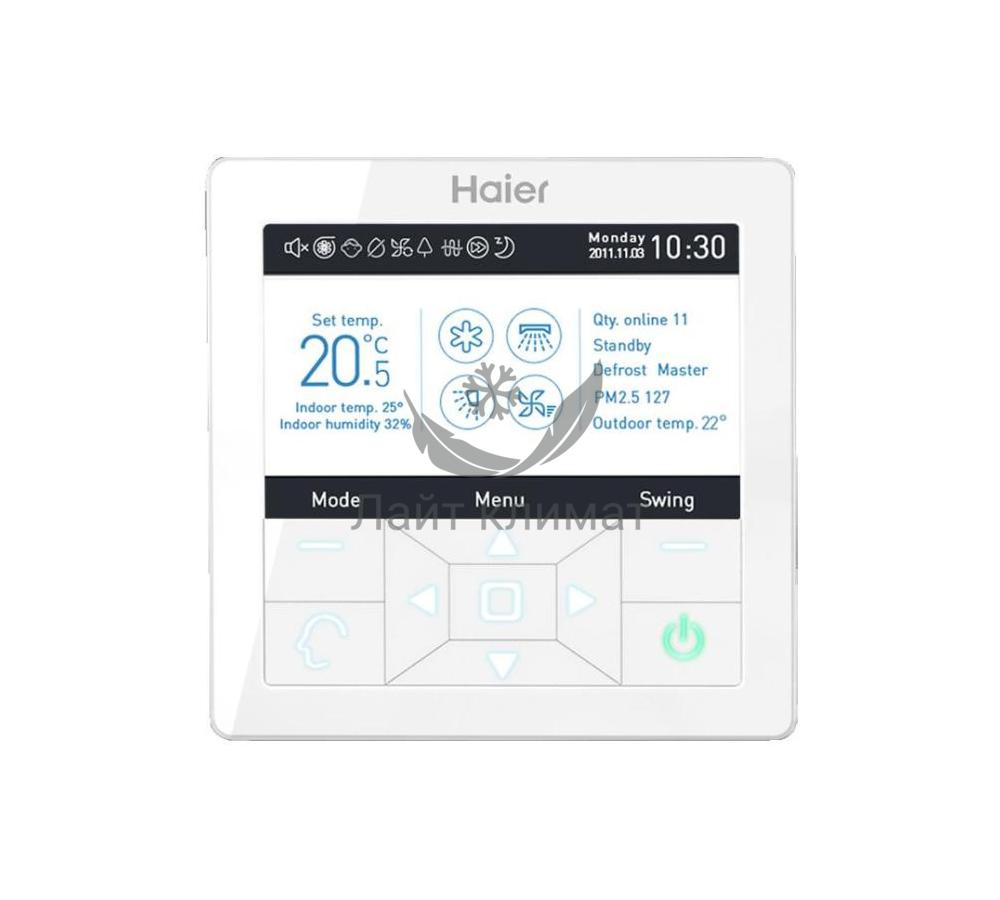 Haier
Monday
2011.11.03
10:30
Set temp.
20.5°C
Indoor temp. 25°
Indoor humidity 32%
Qty. online 11
Standby
Defrost Master
PM2.5 127
Outdoor temp. 22°
Mode Menu Swing
Лайт климат